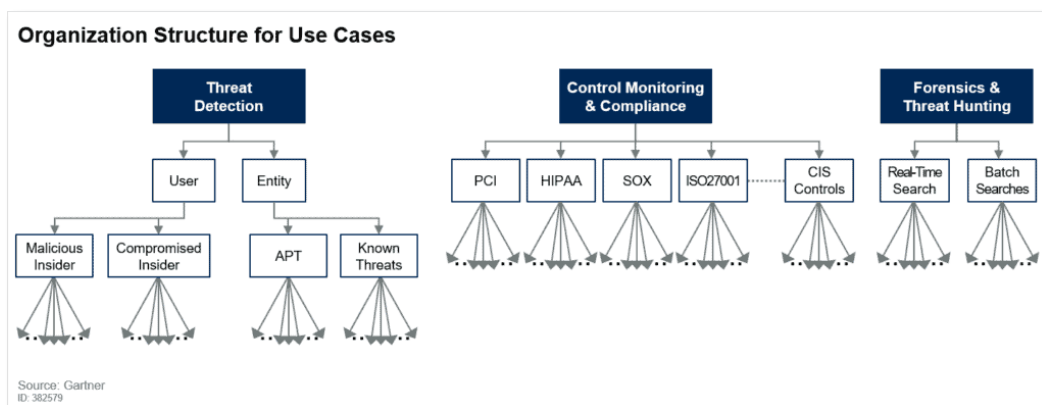 Organization Structure for Use Cases
Threat
Detection
Control Monitoring
& Compliance
Forensics &
Threat Hunting
User
Entity
PCI
HIPAA
SOX
ISO27001
CIS
Controls
Real-Time
Search
Batch
Searches
Malicious
Insider
Compromised
Insider
APT
Known
Threats
Source: Gartner
ID: 382579